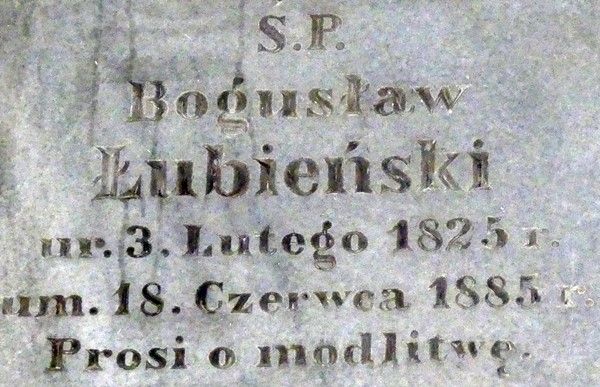 Ś.P.
Bogusław
Łubieński
ur. 3. Lutego 1825 r.
um. 18. Czerwca 1885 r.
Prosi o modlitwę.